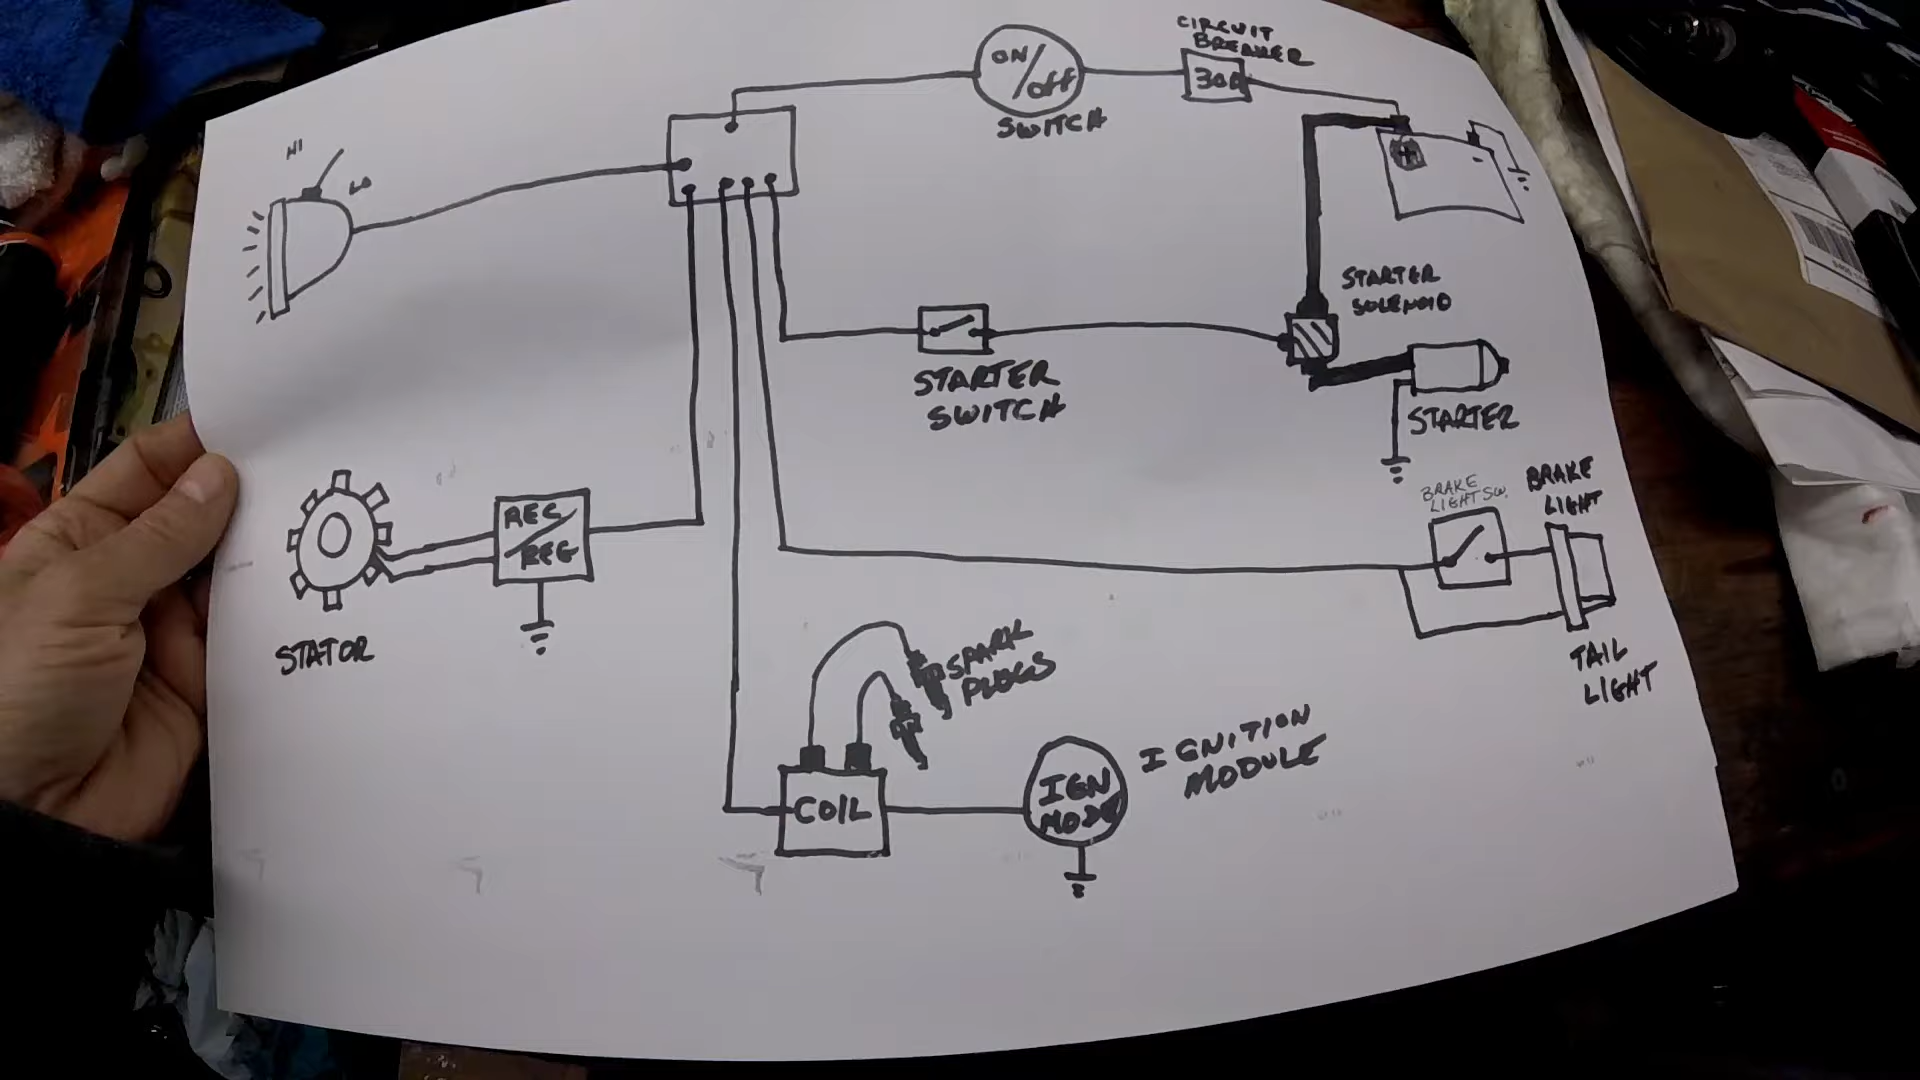 CIRCUIT
BREAKER
ON/off
30A
SWITCH
HI
LO
+
-
STARTER
SOLENOID
STARTER
SWITCH
STARTER
BRAKE
LIGHT SW.
BRAKE
LIGHT
REC
REG
STATOR
SPARK
PLUGS
TAIL
LIGHT
COIL
IGN
MOD
IGNITION
MODULE